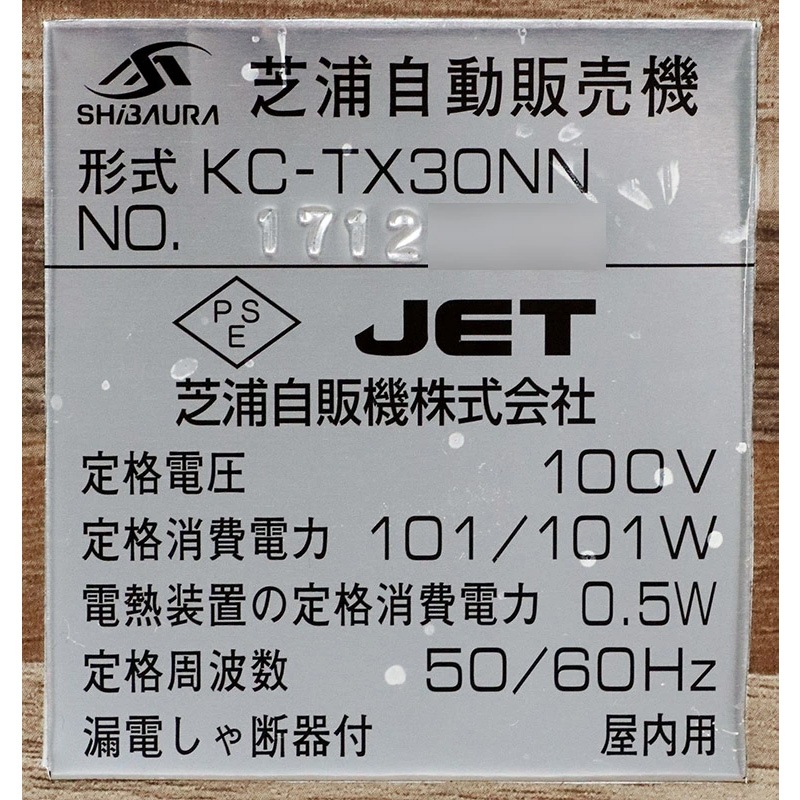 SHiBAURA 芝浦自動販売機
形式 KC-TX30NN
NO. 1712
PSE JET
芝浦自販機株式会社
定格電圧 100V
定格消費電力 101/101W
電熱装置の定格消費電力 0.5W
定格周波数 50/60Hz
漏電しゃ断器付 屋内用